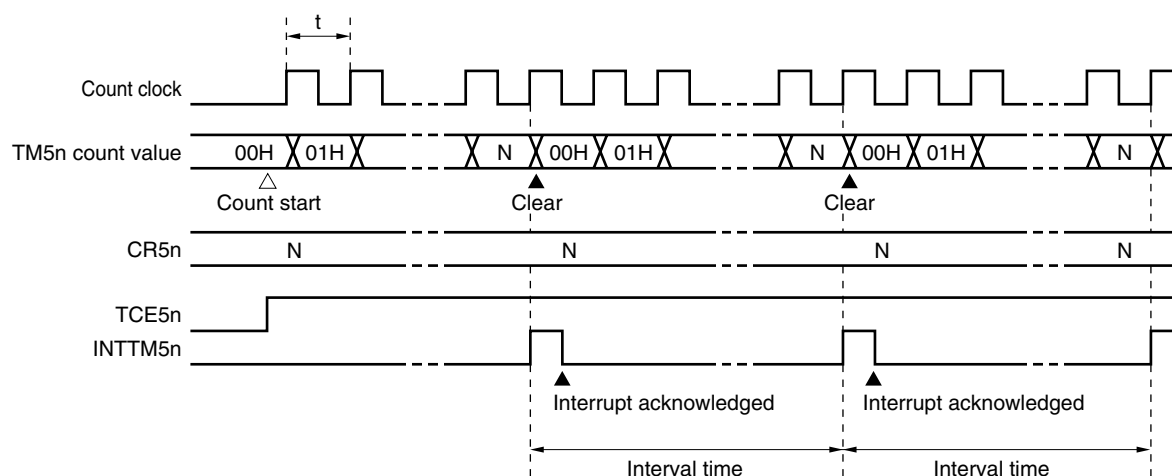 t
Count clock
TM5n count value 00H 01H N 00H 01H N 00H 01H N
Count start Clear Clear
CR5n N N N N
TCE5n
INTTM5n
Interrupt acknowledged Interrupt acknowledged
Interval time Interval time